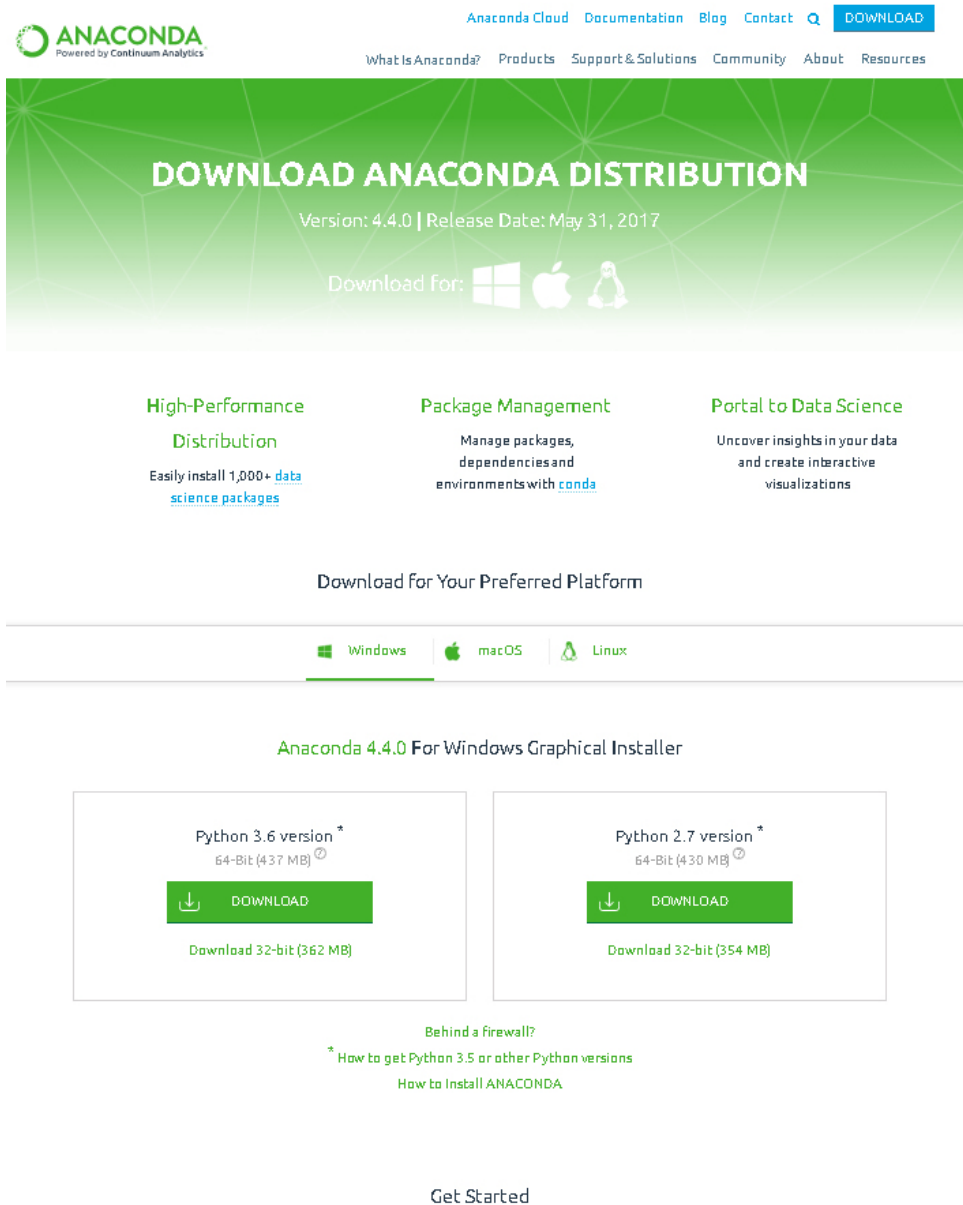 Anaconda Cloud Documentation Blog Contact DOWNLOAD
ANACONDA
Powered by Continuum Analytics
What Is Anaconda? Products Support & Solutions Community About Resources
DOWNLOAD ANACONDA DISTRIBUTION
Version: 4.4.0 | Release Date: May 31, 2017
Download for:
High-Performance
Distribution
Easily install 1,000+ data
science packages
Package Management
Manage packages,
dependencies and
environments with conda
Portal to Data Science
Uncover insights in your data
and create interactive
visualizations
Download for Your Preferred Platform
Windows macOS Linux
Anaconda 4.4.0 For Windows Graphical Installer
Python 3.6 version *
64-Bit (437 MB) ?
DOWNLOAD
Download 32-bit (362 MB)
Python 2.7 version *
64-Bit (430 MB) ?
DOWNLOAD
Download 32-bit (354 MB)
Behind a firewall?
* How to get Python 3.5 or other Python versions
How to Install ANACONDA
Get Started